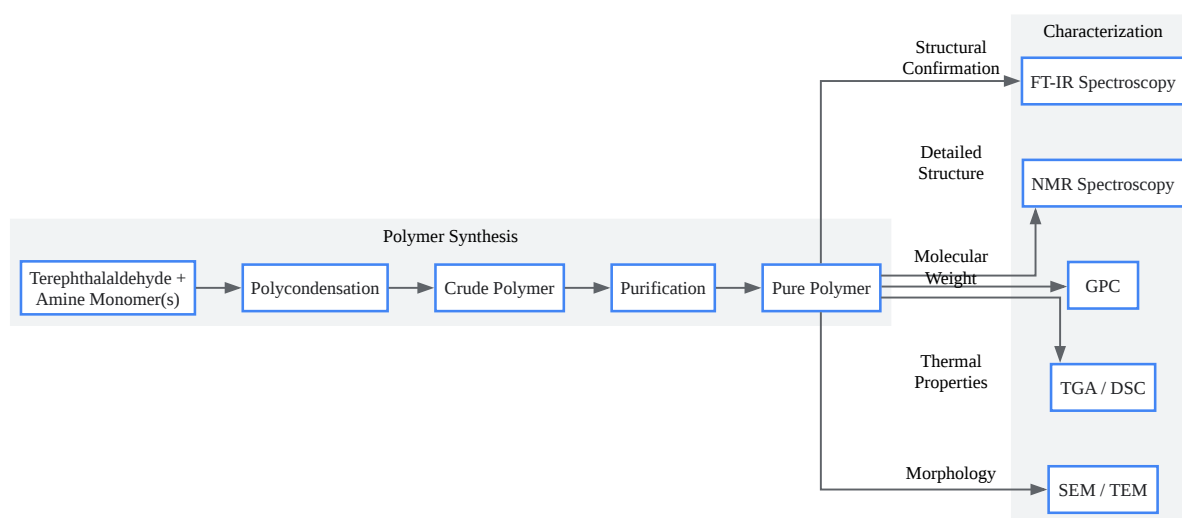 Characterization
Structural
Confirmation
FT-IR Spectroscopy
Detailed
Structure
NMR Spectroscopy
Polymer Synthesis
Terephthalaldehyde +
Amine Monomer(s)
Polycondensation
Crude Polymer
Purification
Pure Polymer
Molecular
Weight
GPC
Thermal
Properties
TGA / DSC
Morphology
SEM / TEM